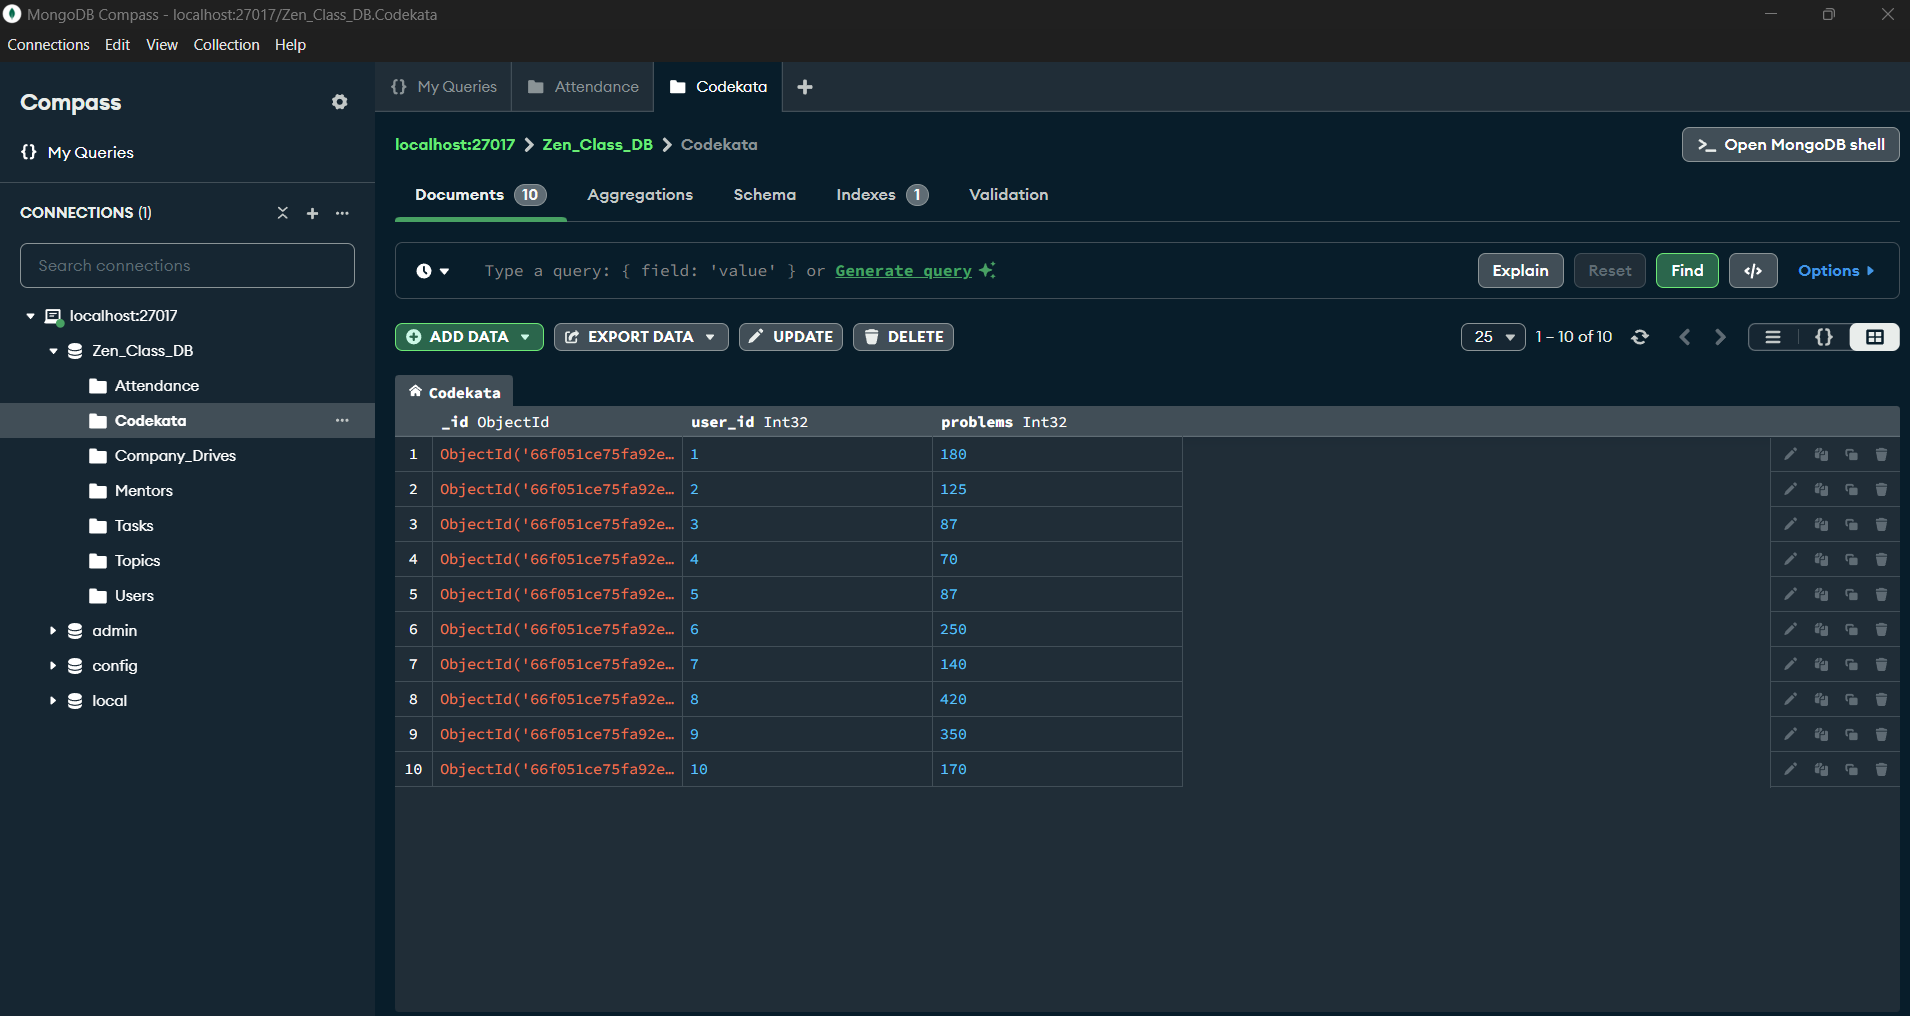 MongoDB Compass - localhost:27017/Zen_Class_DB.Codekata
Connections Edit View Collection Help
Compass
{} My Queries
CONNECTIONS (1)
Search connections
localhost:27017
Zen_Class_DB
Attendance
Codekata
Company_Drives
Mentors
Tasks
Topics
Users
admin
config
local
{} My Queries Attendance Codekata
localhost:27017 > Zen_Class_DB > Codekata
>_ Open MongoDB shell
Documents 10 Aggregations Schema Indexes 1 Validation
Type a query: { field: 'value' } or Generate query
Explain Reset Find </> Options
ADD DATA EXPORT DATA UPDATE DELETE
25 1 – 10 of 10 {}
Codekata
_id ObjectId user_id Int32 problems Int32
1 ObjectId('66f051ce75fa92e… 1 180
2 ObjectId('66f051ce75fa92e… 2 125
3 ObjectId('66f051ce75fa92e… 3 87
4 ObjectId('66f051ce75fa92e… 4 70
5 ObjectId('66f051ce75fa92e… 5 87
6 ObjectId('66f051ce75fa92e… 6 250
7 ObjectId('66f051ce75fa92e… 7 140
8 ObjectId('66f051ce75fa92e… 8 420
9 ObjectId('66f051ce75fa92e… 9 350
10 ObjectId('66f051ce75fa92e… 10 170